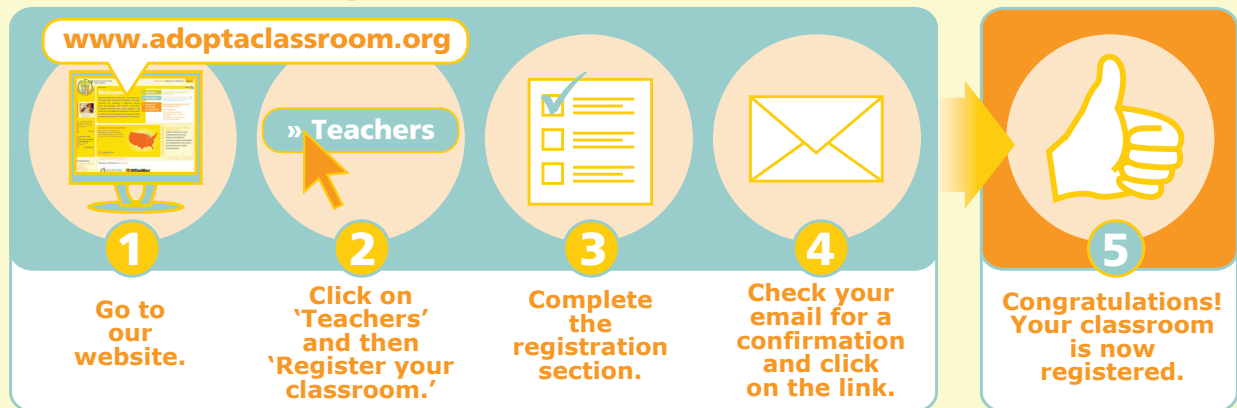 www.adoptaclassroom.org
» Teachers
1
Go to
our
website.
2
Click on
‘Teachers’
and then
‘Register your
classroom.’
3
Complete
the
registration
section.
4
Check your
email for a
confirmation
and click
on the link.
5
Congratulations!
Your classroom
is now
registered.